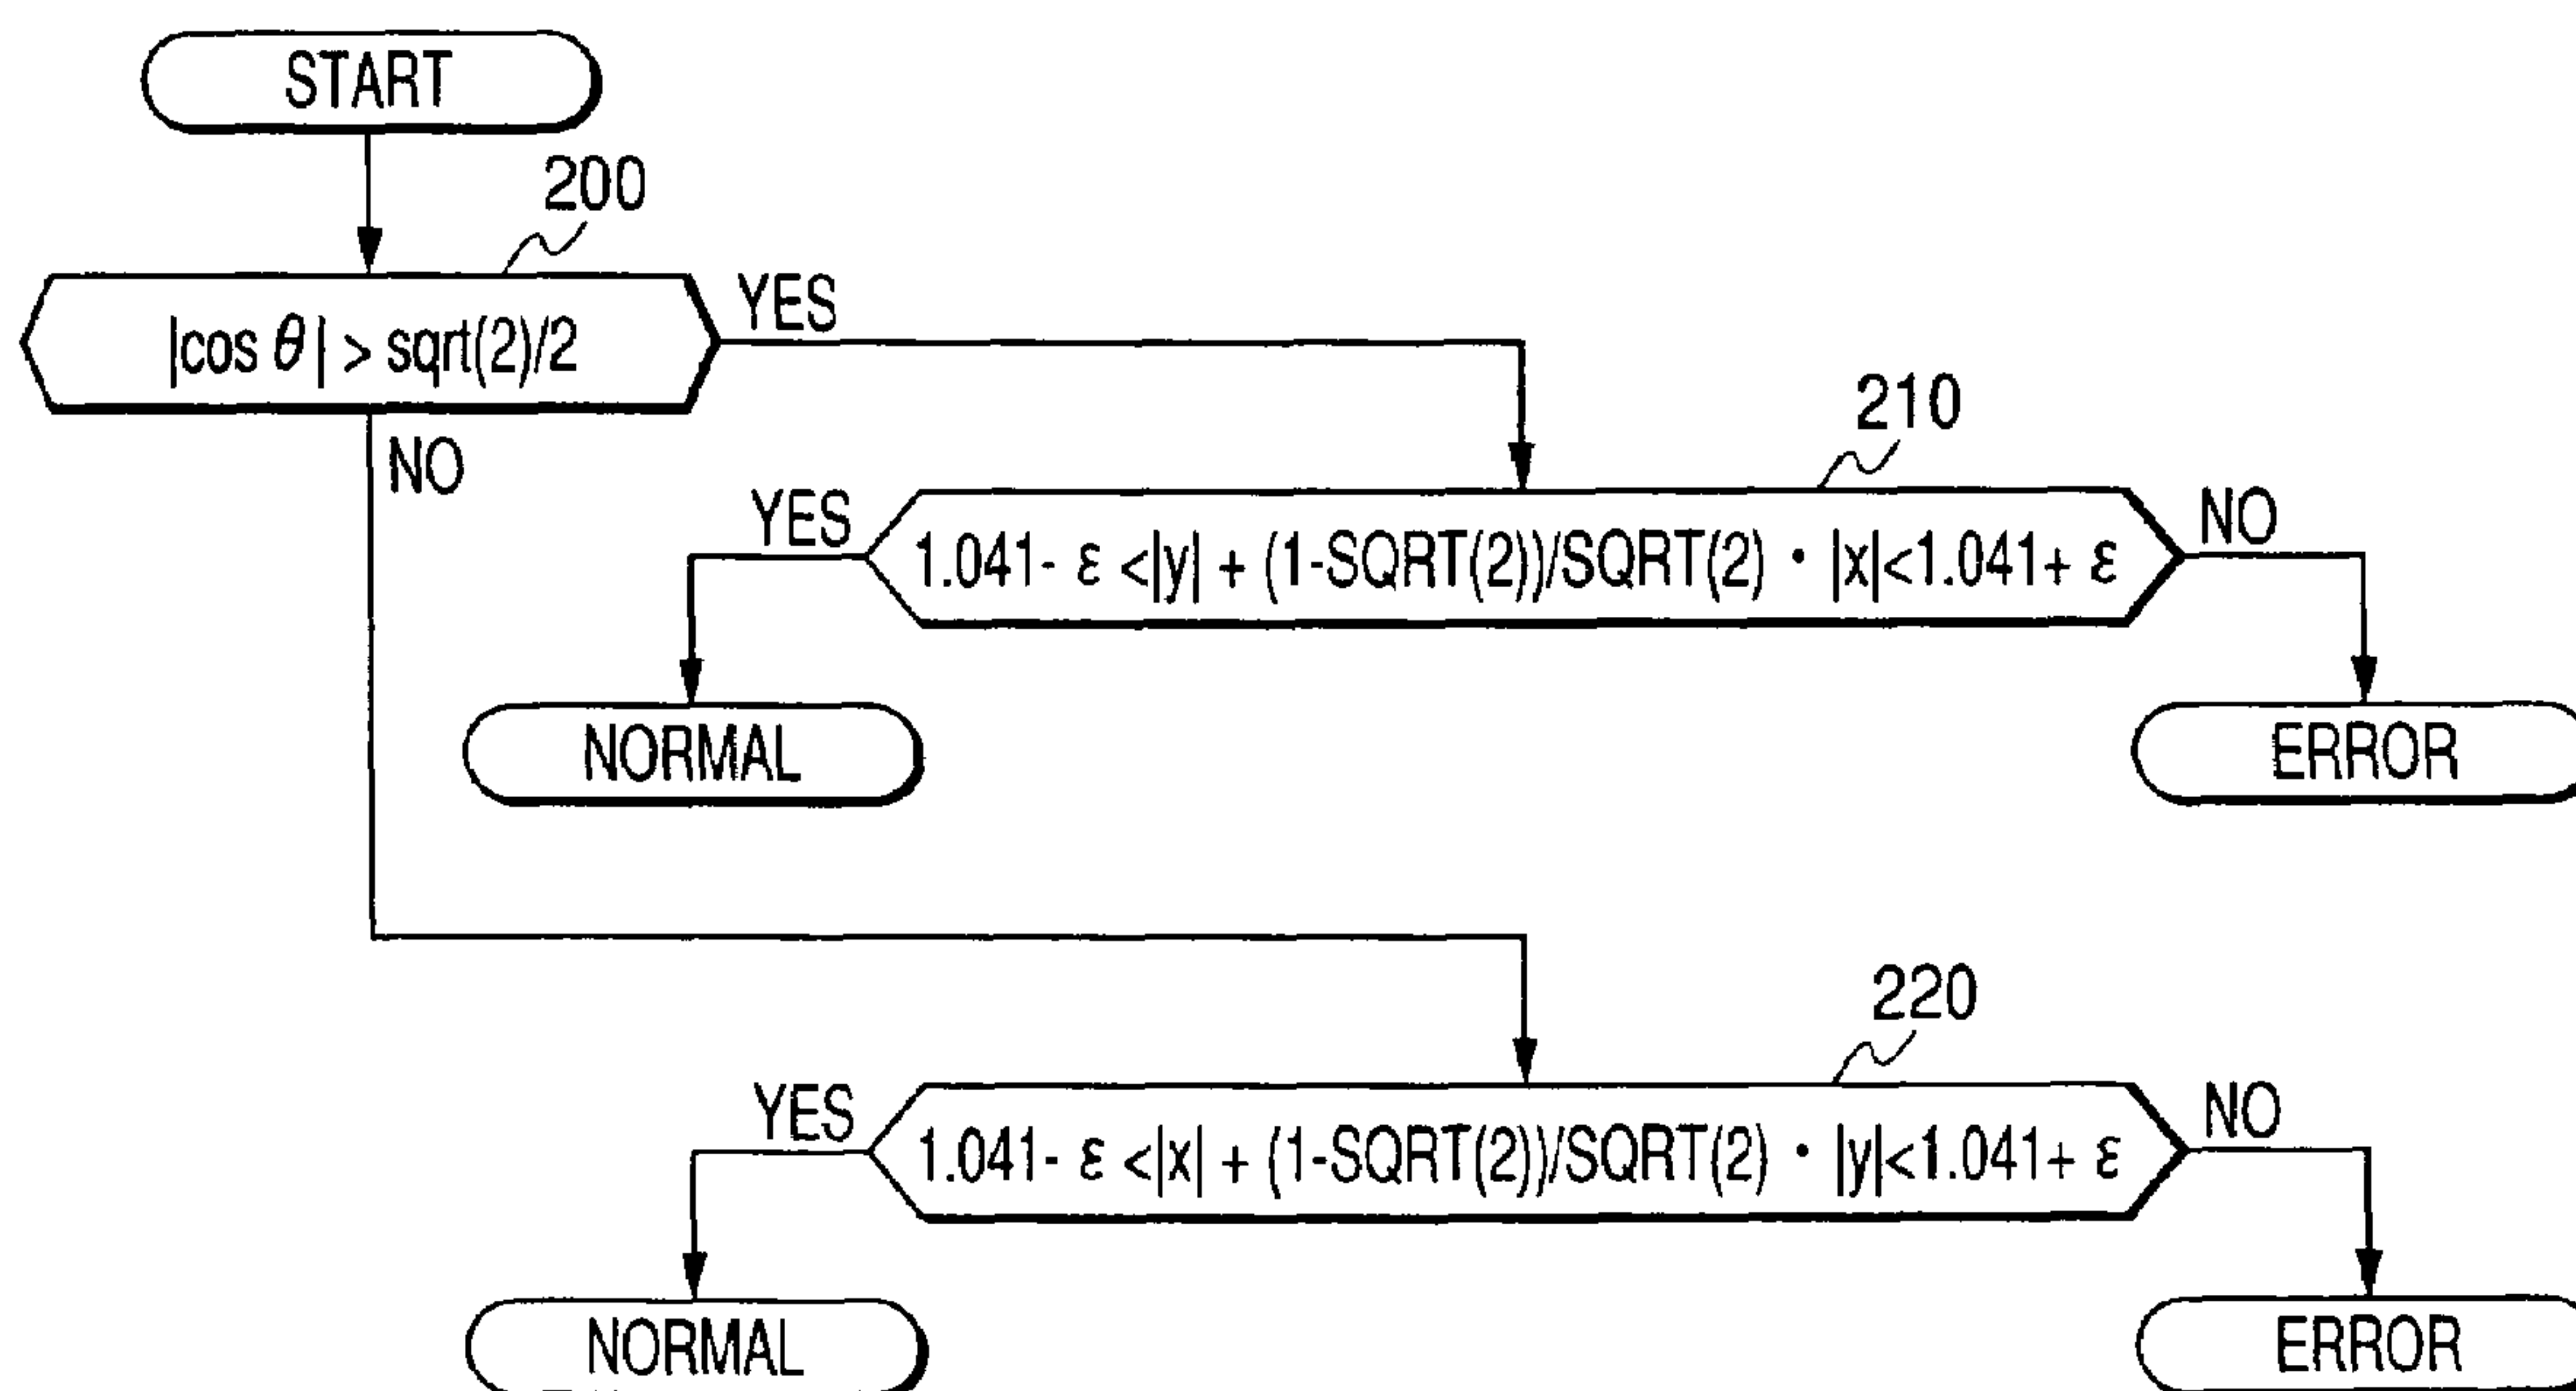 START
200
|cos θ| > sqrt(2)/2
YES
NO
210
YES
1.041- ε <|y| + (1-SQRT(2))/SQRT(2) · |x|<1.041+ ε
NO
NORMAL
ERROR
220
YES
1.041- ε <|x| + (1-SQRT(2))/SQRT(2) · |y|<1.041+ ε
NO
NORMAL
ERROR